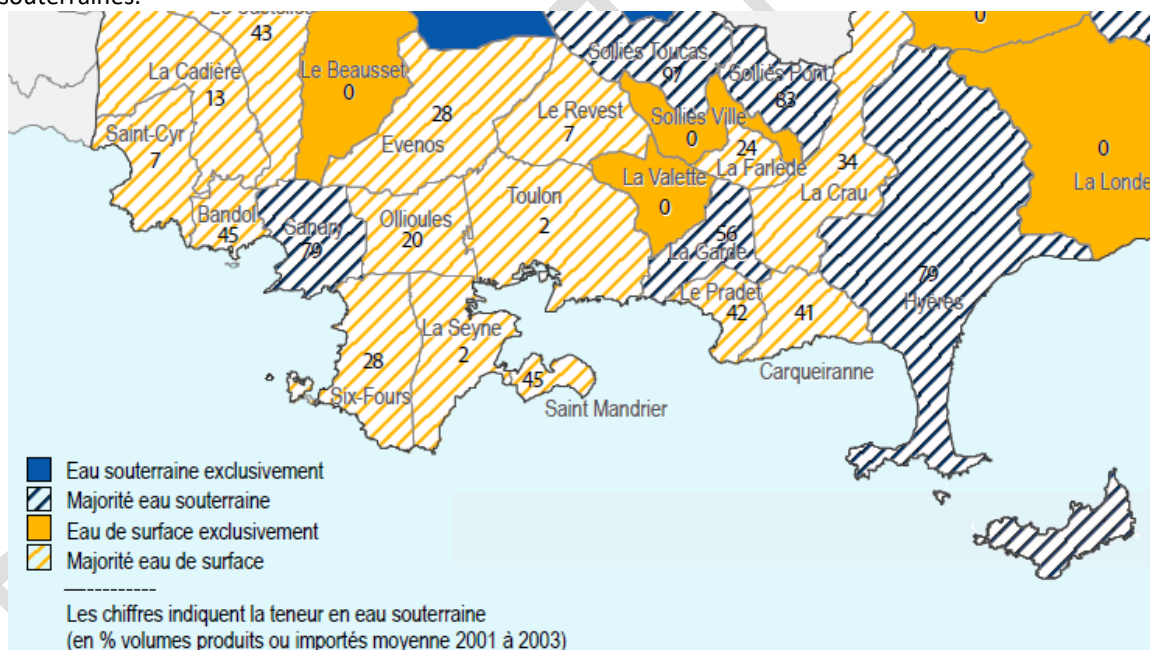 souterraines.
43
0
La Cadière
13
Le Beausset
0
28
Evenos
Le Revest
7
Solliès Toucas
97
Solliès Pont
83
Solliès Ville
0
24
La Farlède
34
La Crau
0
La Londe
Saint-Cyr
7
Bandol
45
Sanary
79
Ollioules
20
Toulon
2
La Valette
0
56
La Garde
Le Pradet
42
41
79
Hyères
Carqueiranne
La Seyne
2
28
Six-Fours
45
Saint Mandrier
Eau souterraine exclusivement
Majorité eau souterraine
Eau de surface exclusivement
Majorité eau de surface
Les chiffres indiquent la teneur en eau souterraine
(en % volumes produits ou importés moyenne 2001 à 2003)